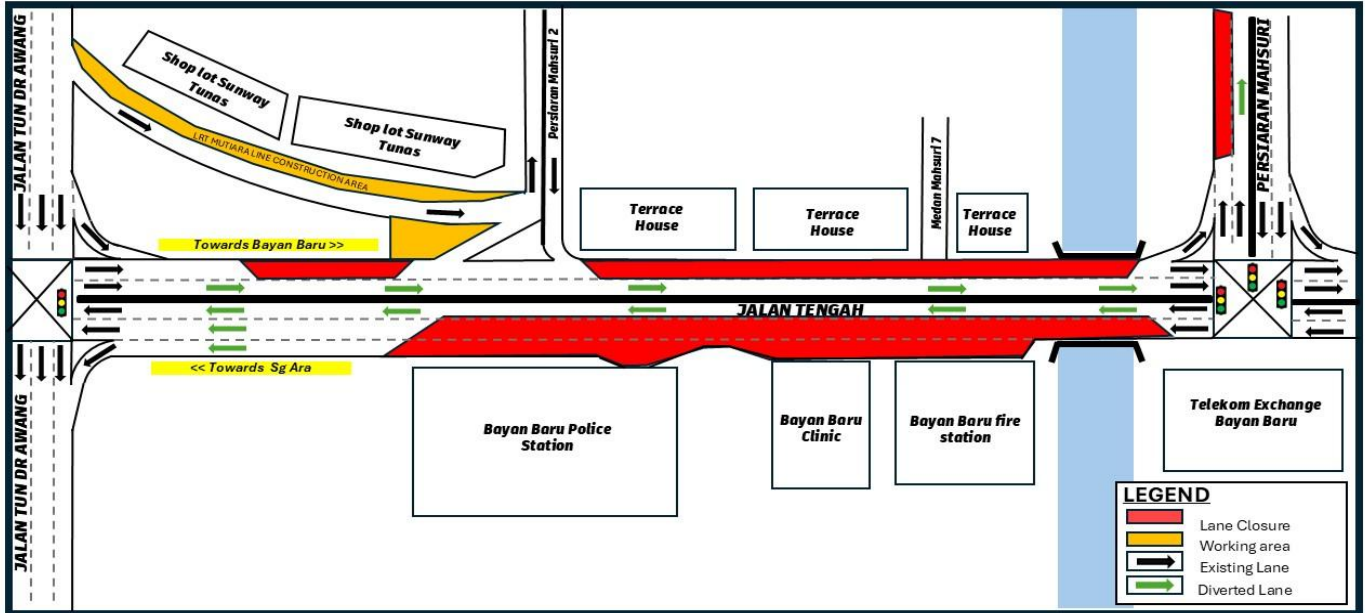 JALAN TUN DR AWANG
Shop lot Sunway
Tunas
Shop lot Sunway
Tunas
LRT MUTIARA LINE CONSTRUCTION AREA
Persiaran Mahsuri 2
Terrace
House
Terrace
House
Medan Mahsuri 7
Terrace
House
PERSIARAN MAHSURI
Towards Bayan Baru >>
JALAN TENGAH
<< Towards Sg Ara
JALAN TUN DR AWANG
Bayan Baru Police
Station
Bayan Baru
Clinic
Bayan Baru fire
station
Telekom Exchange
Bayan Baru
LEGEND
Lane Closure
Working area
Existing Lane
Diverted Lane